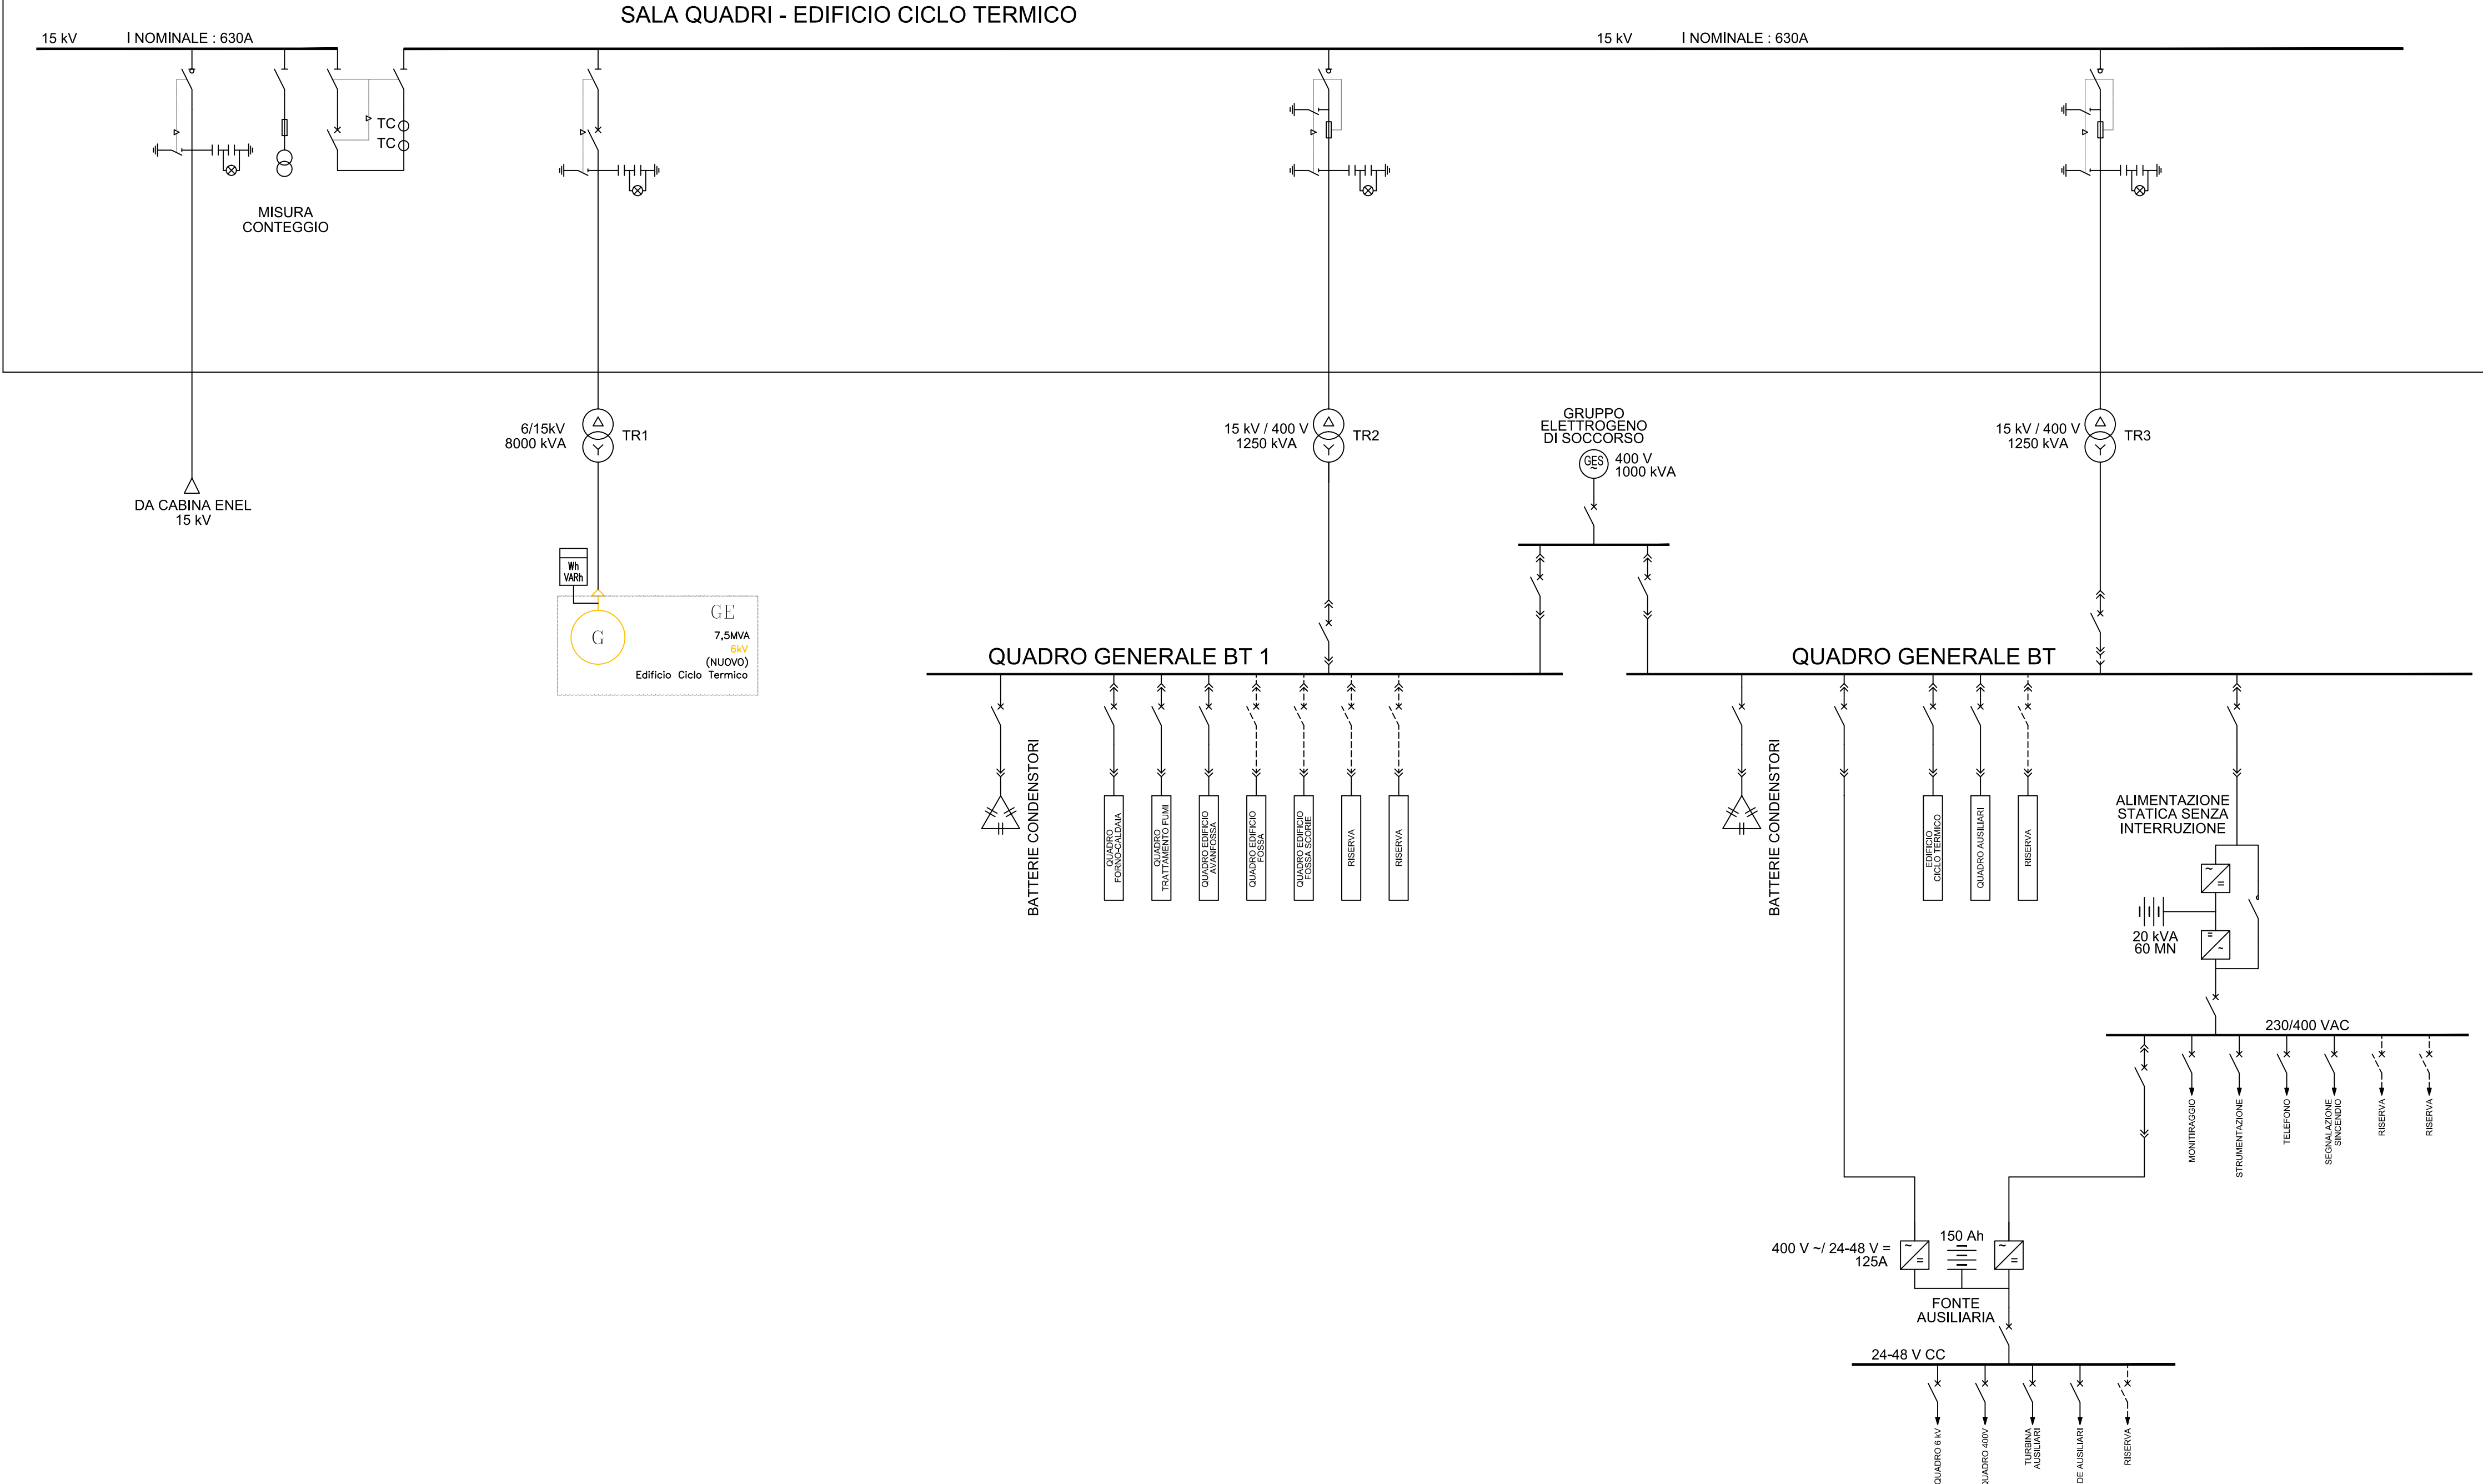 SALA QUADRI - EDIFICIO CICLO TERMICO
15 kV
I NOMINALE : 630A
15 kV
I NOMINALE : 630A
TC
TC
MISURA
CONTEGGIO
6/15kV
8000 kVA
TR1
15 kV / 400 V
1250 kVA
TR2
GRUPPO
ELETTROGENO
DI SOCCORSO
GES
~
400 V
1000 kVA
15 kV / 400 V
1250 kVA
TR3
DA CABINA ENEL
15 kV
Wh
VARh
GE
G
7,5MVA
6kV
(NUOVO)
Edificio Ciclo Termico
QUADRO GENERALE BT 1
QUADRO GENERALE BT
BATTERIE CONDENSTORI
QUADRO
FORNO-CALDAIA
QUADRO
TRATTAMENTO FUMI
QUADRO EDIFICIO
AVANFOSSA
QUADRO EDIFICIO
FOSSA
QUADRO EDIFICIO
FOSSA SCORIE
RISERVA
RISERVA
BATTERIE CONDENSTORI
EDIFICIO
CICLO TERMICO
QUADRO AUSILIARI
RISERVA
ALIMENTAZIONE
STATICA SENZA
INTERRUZIONE
~
=
20 kVA
60 MN
=
~
230/400 VAC
MONITIRAGGIO
STRUMENTAZIONE
TELEFONO
SEGNALAZIONE
SINCENDIO
RISERVA
RISERVA
400 V ~/ 24-48 V =
125A
~
=
150 Ah
~
=
FONTE
AUSILIARIA
24-48 V CC
QUADRO 6 kV
QUADRO 400V
TURBINA
AUSILIARI
DE AUSILIARI
RISERVA